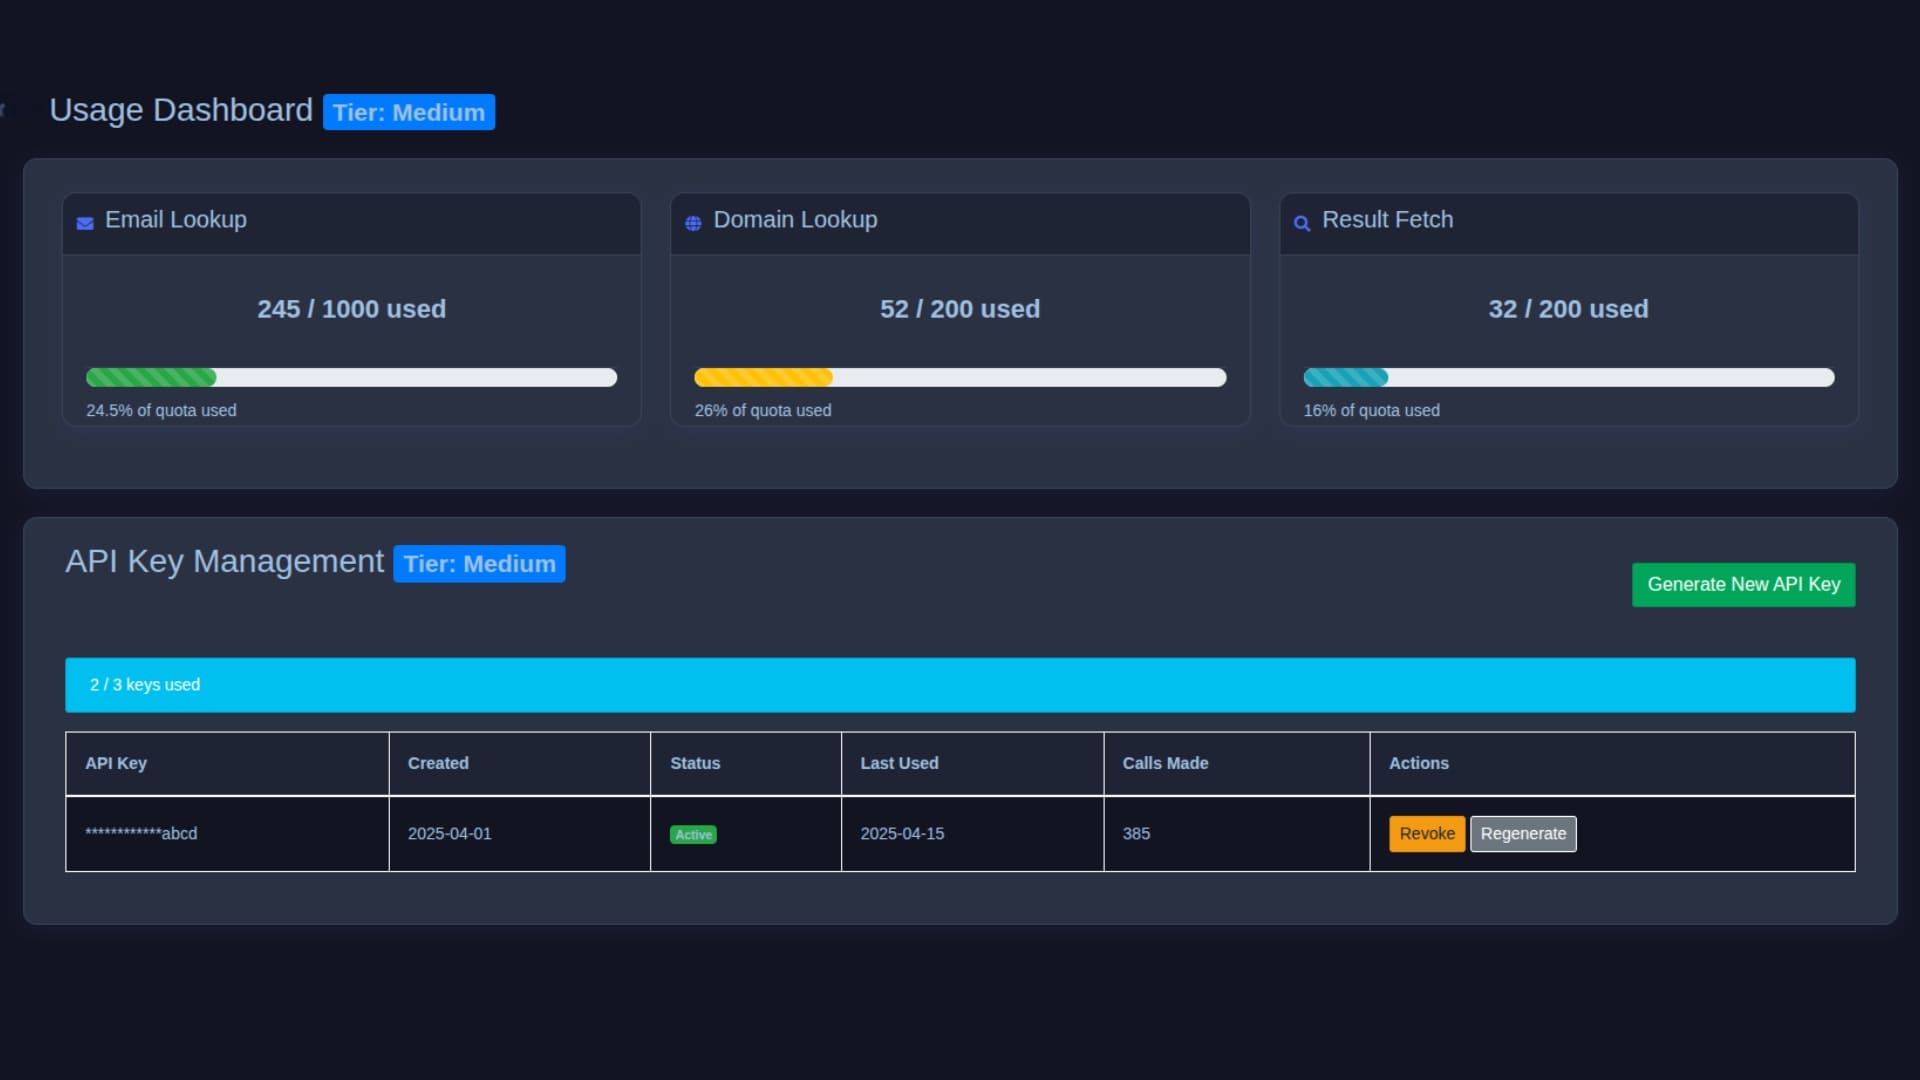 Usage Dashboard Tier: Medium
Email Lookup
245 / 1000 used
24.5% of quota used
Domain Lookup
52 / 200 used
26% of quota used
Result Fetch
32 / 200 used
16% of quota used
API Key Management Tier: Medium
Generate New API Key
2 / 3 keys used
API Key Created Status Last Used Calls Made Actions
************abcd 2025-04-01 Active 2025-04-15 385 Revoke Regenerate